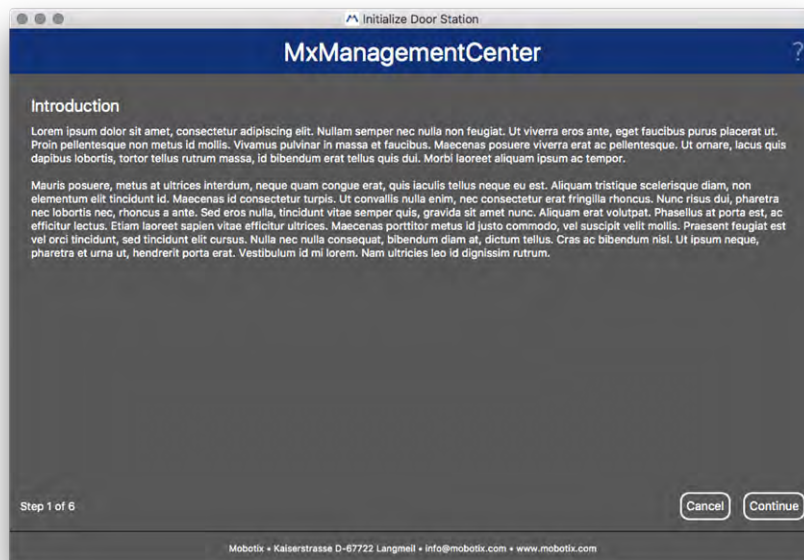 Initialize Door Station
MxManagementCenter
?
Introduction
Lorem ipsum dolor sit amet, consectetur adipiscing elit. Nullam semper nec nulla non feugiat. Ut viverra eros ante, eget faucibus purus placerat ut.
Proin pellentesque non metus id mollis. Vivamus pulvinar in massa et faucibus. Maecenas posuere viverra erat ac pellentesque. Ut ornare, lacus quis
dapibus lobortis, tortor tellus rutrum massa, id bibendum erat tellus quis dui. Morbi laoreet aliquam ipsum ac tempor.
Mauris posuere, metus at ultrices interdum, neque quam congue erat, quis iaculis tellus neque eu est. Aliquam tristique scelerisque diam, non
elementum elit tincidunt id. Maecenas id consectetur turpis. Ut convallis nulla enim, nec consectetur erat fringilla rhoncus. Nunc risus dui, pharetra
nec lobortis nec, rhoncus a ante. Sed eros nulla, tincidunt vitae semper quis, gravida sit amet nunc. Aliquam erat volutpat. Phasellus at porta est, ac
efficitur lectus. Etiam laoreet sapien vitae efficitur ultrices. Maecenas porttitor metus id justo commodo, vel suscipit velit mollis. Praesent feugiat est
vel orci tincidunt, sed tincidunt elit cursus. Nulla nec nulla consequat, bibendum diam at, dictum tellus. Cras ac bibendum nisl. Ut ipsum neque,
pharetra et urna ut, hendrerit porta erat. Vestibulum id mi lorem. Nam ultricies leo id dignissim rutrum.
Step 1 of 6
Cancel
Continue
Mobotix • Kaiserstrasse D-67722 Langmeil • info@mobotix.com • www.mobotix.com